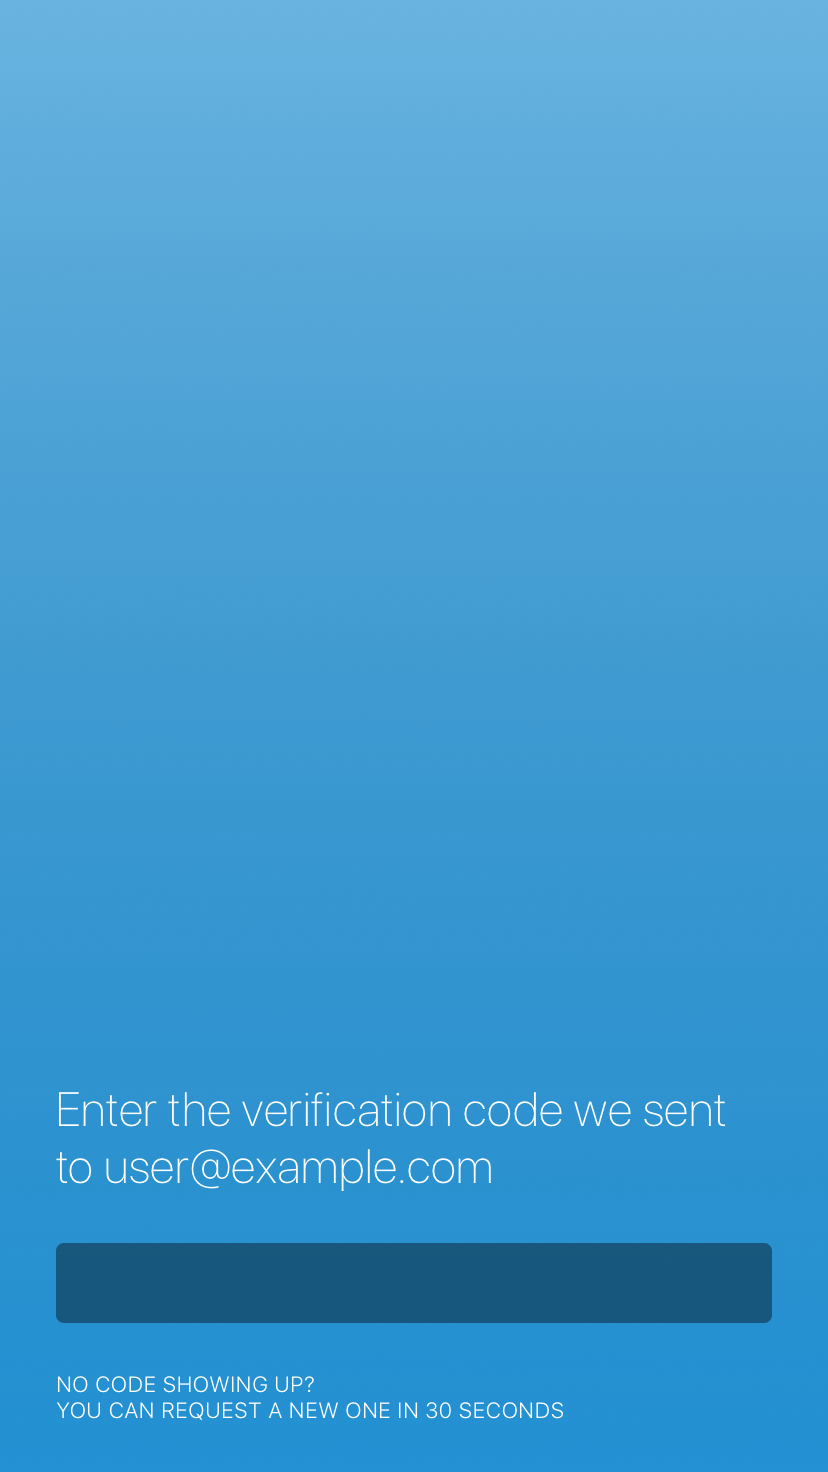 Enter the verification code we sent
to user@example.com
NO CODE SHOWING UP?
YOU CAN REQUEST A NEW ONE IN 30 SECONDS